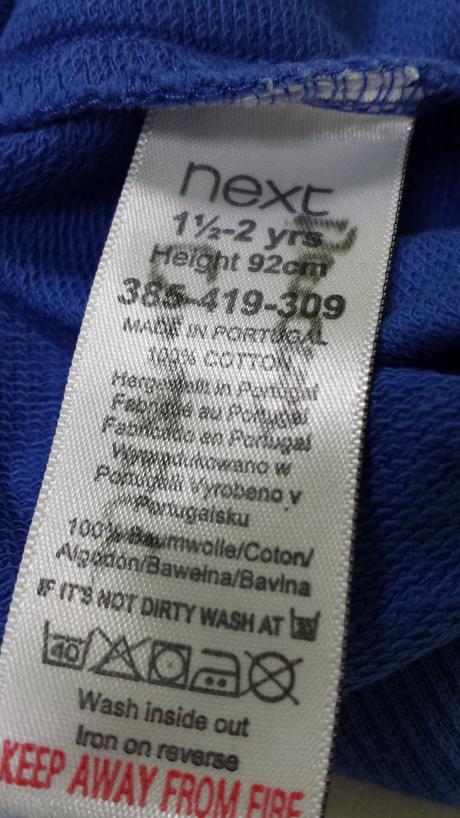 next
1½-2 yrs
Height 92cm
385-419-309
MADE IN PORTUGAL
100% COTTON
Hergestellt in Portugal
Fabriqué au Portugal
Fabricado en Portugal
Wyprodukowano w
Portugalii Vyrobeno v
Portugalsku
100% Baumwolle/Coton/
Algodón/Bawełna/Bavlna
IF IT'S NOT DIRTY WASH AT
40
Wash inside out
Iron on reverse
KEEP AWAY FROM FIRE